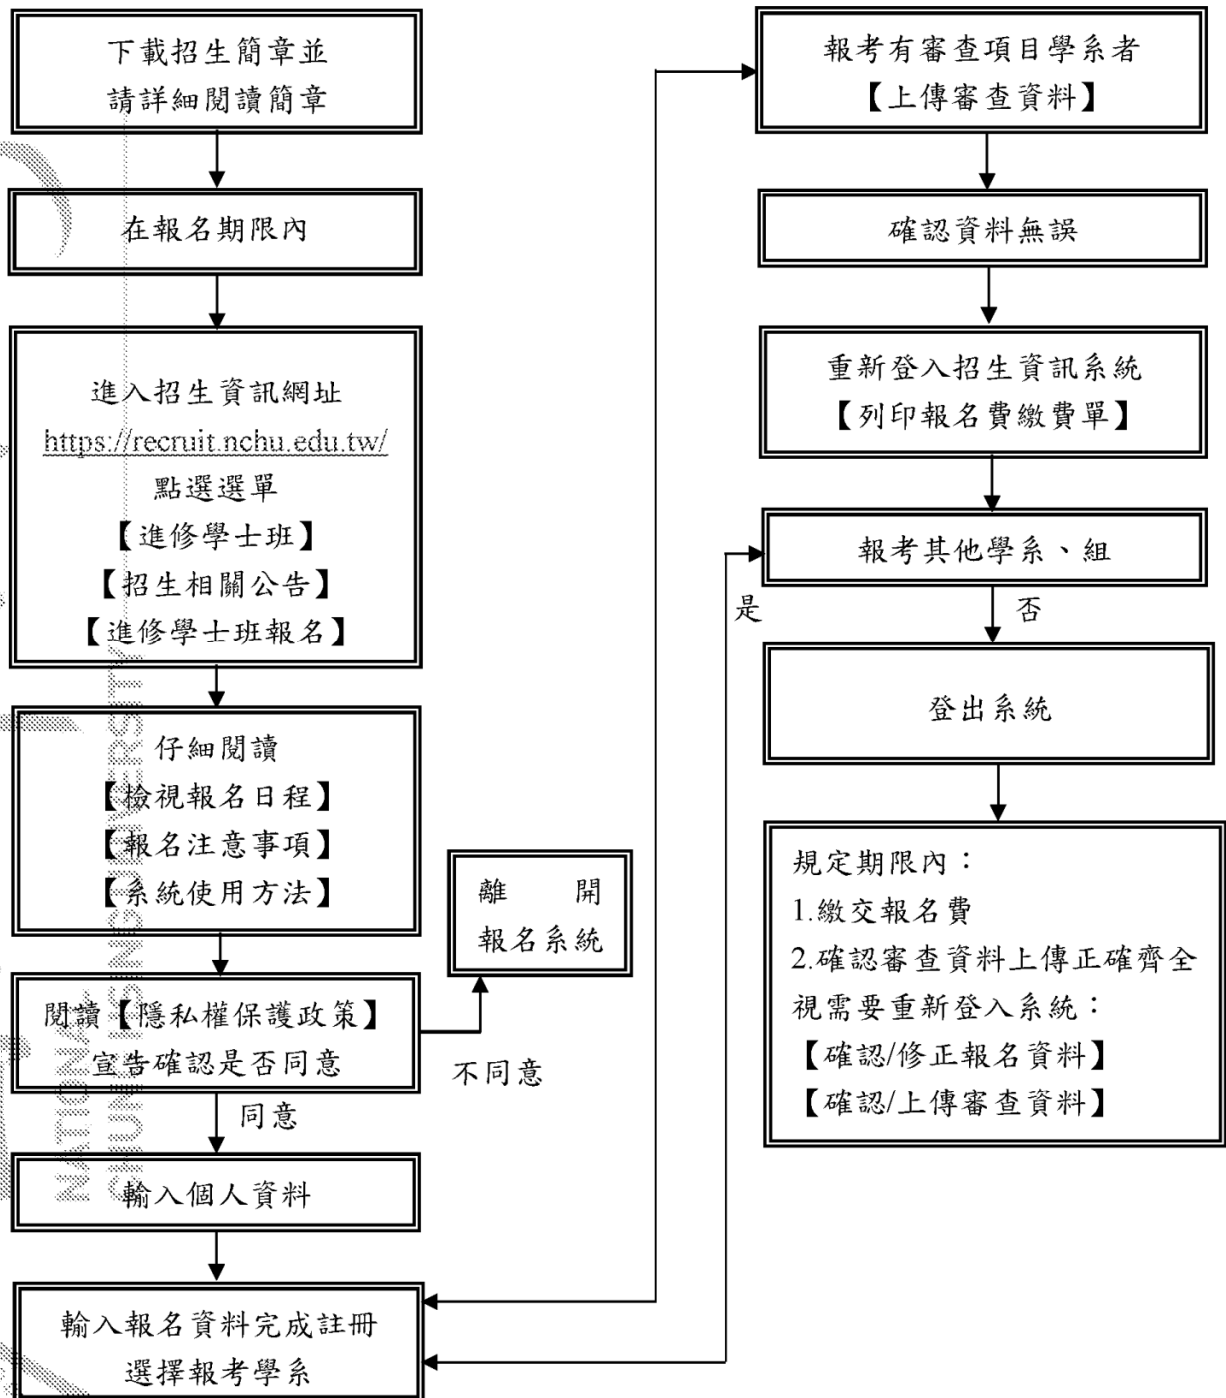 下載招生簡章並
請詳細閱讀簡章
在報名期限內
進入招生資訊網址
https://recruit.nchu.edu.tw/
點選選單
【進修學士班】
【招生相關公告】
【進修學士班報名】
仔細閱讀
【檢視報名日程】
【報名注意事項】
【系統使用方法】
離　　開
報名系統
閱讀【隱私權保護政策】
宣告確認是否同意
不同意
同意
輸入個人資料
輸入報名資料完成註冊
選擇報考學系
報考有審查項目學系者
【上傳審查資料】
確認資料無誤
重新登入招生資訊系統
【列印報名費繳費單】
報考其他學系、組
是
否
登出系統
規定期限內：
1.繳交報名費
2.確認審查資料上傳正確齊全
視需要重新登入系統：
【確認/修正報名資料】
【確認/上傳審查資料】
NATIONAL
CHUNG HSING UNIVERSITY